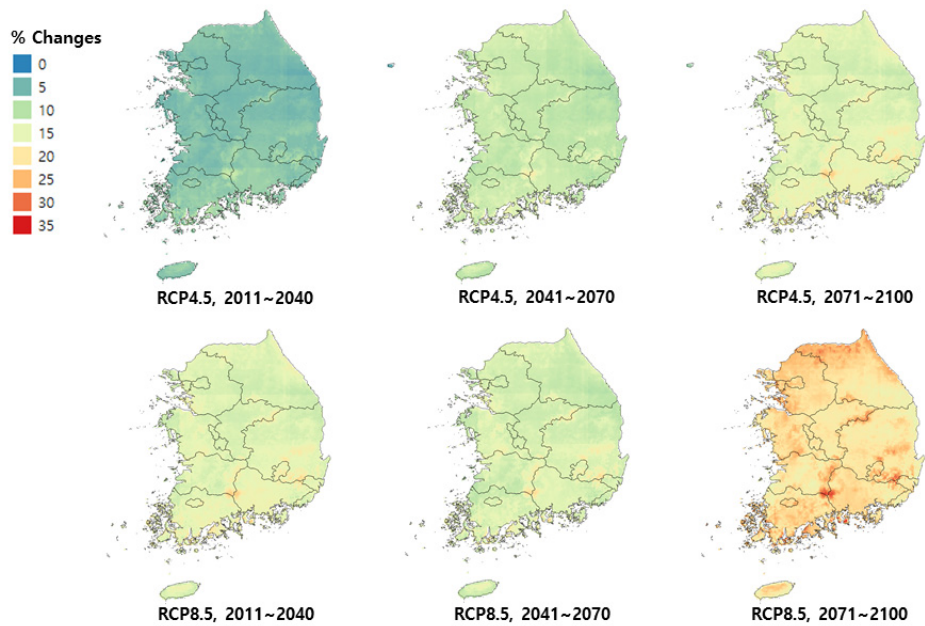 % Changes
0
5
10
15
20
25
30
35
RCP4.5, 2011~2040
RCP4.5, 2041~2070
RCP4.5, 2071~2100
RCP8.5, 2011~2040
RCP8.5, 2041~2070
RCP8.5, 2071~2100